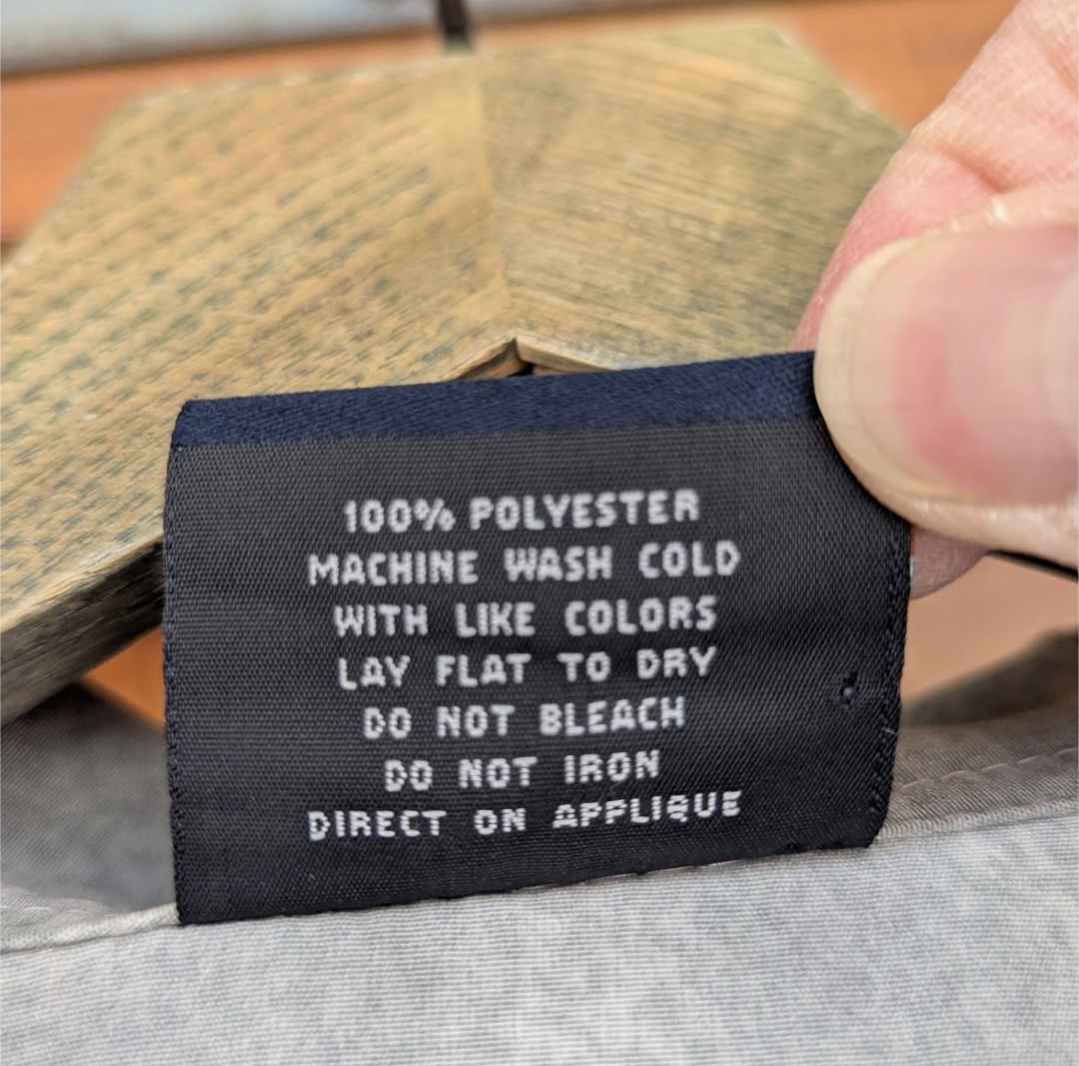 100% POLYESTER
MACHINE WASH COLD
WITH LIKE COLORS
LAY FLAT TO DRY
DO NOT BLEACH
DO NOT IRON
DIRECT ON APPLIQUE